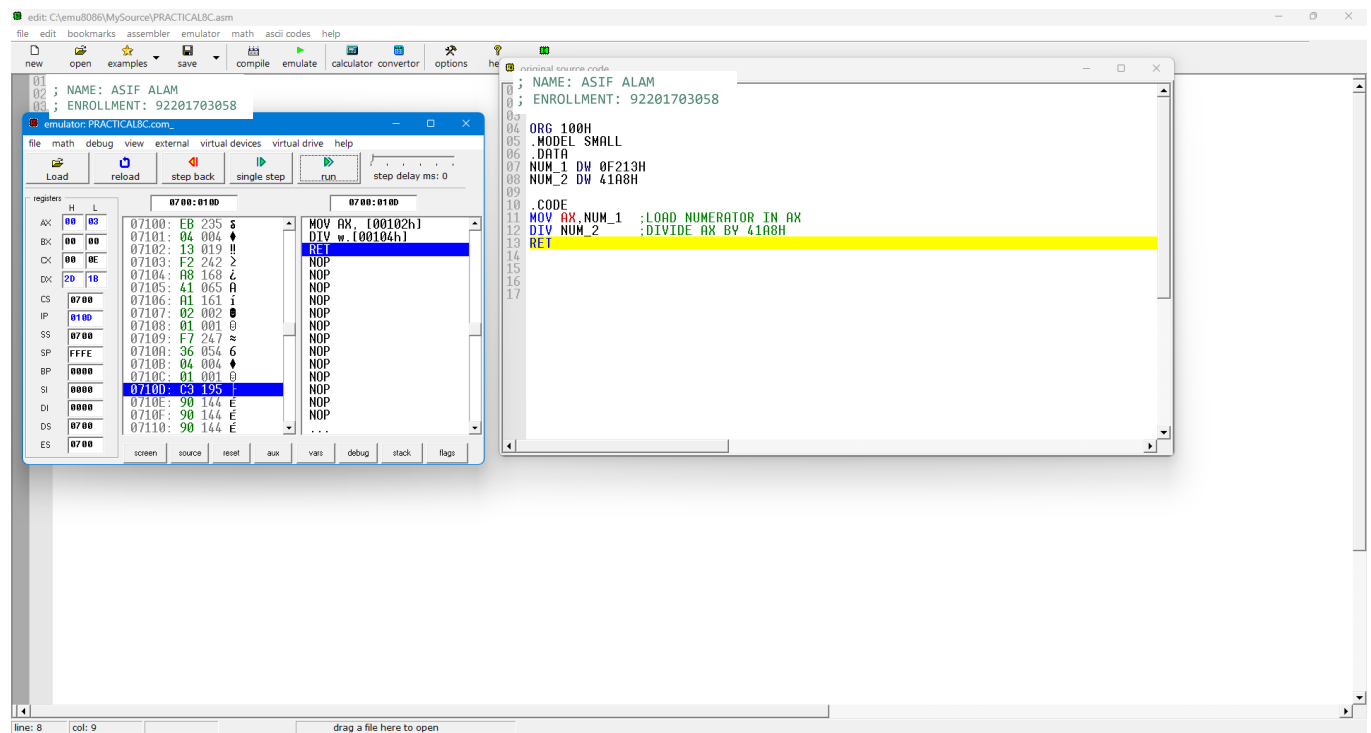 edit: C:\emu8086\MySource\PRACTICAL8C.asm
file edit bookmarks assembler emulator math ascii codes help
new open examples save compile emulate calculator convertor options
01
02
03
; NAME: ASIF ALAM
; ENROLLMENT: 92201703058
emulator: PRACTICAL8C.com_
file math debug view external virtual devices virtual drive help
Load reload step back single step run step delay ms: 0
registers
H L
AX 00 03
BX 00 00
CX 00 0E
DX 2D 1B
CS 0700
IP 010D
SS 0700
SP FFFE
BP 0000
SI 0000
DI 0000
DS 0700
ES 0700
0700:010D
07100: EB 235 δ
07101: 04 004 ♦
07102: 13 019 ‼
07103: F2 242 ≥
07104: A8 168 ¿
07105: 41 065 A
07106: A1 161 í
07107: 02 002 ☻
07108: 01 001 ☺
07109: F7 247 ≈
0710A: 36 054 6
0710B: 04 004 ♦
0710C: 01 001 ☺
0710D: C3 195 ├
0710E: 90 144 É
0710F: 90 144 É
07110: 90 144 É
0700:010D
MOV AX, [00102h]
DIV w.[00104h]
RET
NOP
NOP
NOP
NOP
NOP
NOP
NOP
NOP
NOP
NOP
NOP
NOP
NOP
...
screen source reset aux vars debug stack flags
original source code
; NAME: ASIF ALAM
; ENROLLMENT: 92201703058
04 ORG 100H
05 .MODEL SMALL
06 .DATA
07 NUM_1 DW 0F213H
08 NUM_2 DW 41A8H
09
10 .CODE
11 MOV AX,NUM_1 ;LOAD NUMERATOR IN AX
12 DIV NUM_2 ;DIVIDE AX BY 41A8H
13 RET
14
15
16
17
line: 8 col: 9 drag a file here to open